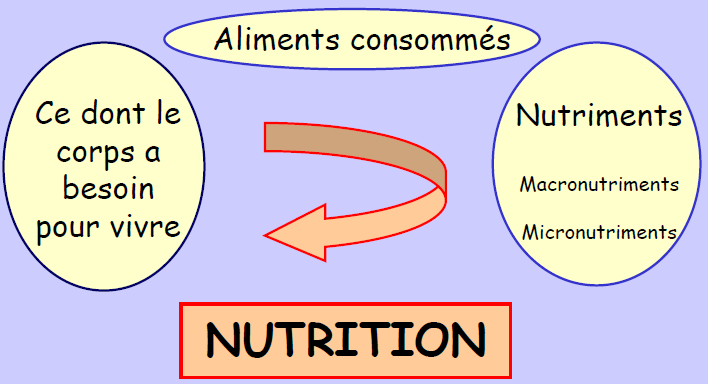 Aliments consommés
Ce dont le
corps a
besoin
pour vivre
Nutriments
Macronutriments
Micronutriments
NUTRITION